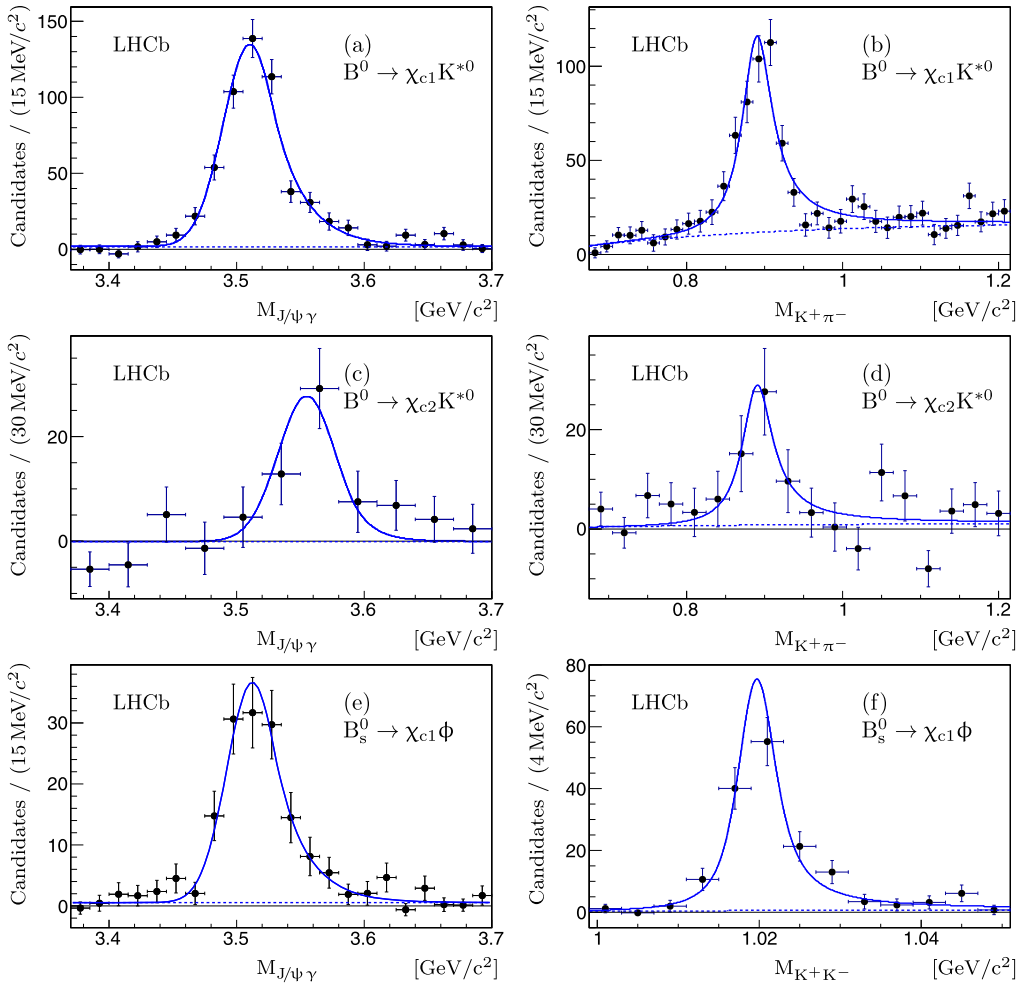 Candidates / (15 MeV/c²)
150
100
50
0
LHCb
(a)
B⁰ → χc1K*⁰
3.4 3.5 3.6 3.7
M_J/ψ γ [GeV/c²]
Candidates / (15 MeV/c²)
100
50
0
LHCb
(b)
B⁰ → χc1K*⁰
0.8 1 1.2
M_K⁺π⁻ [GeV/c²]
Candidates / (30 MeV/c²)
20
0
LHCb
(c)
B⁰ → χc2K*⁰
3.4 3.5 3.6 3.7
M_J/ψ γ [GeV/c²]
Candidates / (30 MeV/c²)
20
0
LHCb
(d)
B⁰ → χc2K*⁰
0.8 1 1.2
M_K⁺π⁻ [GeV/c²]
Candidates / (15 MeV/c²)
30
20
10
0
LHCb
(e)
B⁰s → χc1ϕ
3.4 3.5 3.6 3.7
M_J/ψ γ [GeV/c²]
Candidates / (4 MeV/c²)
80
60
40
20
0
LHCb
(f)
B⁰s → χc1ϕ
1 1.02 1.04
M_K⁺K⁻ [GeV/c²]